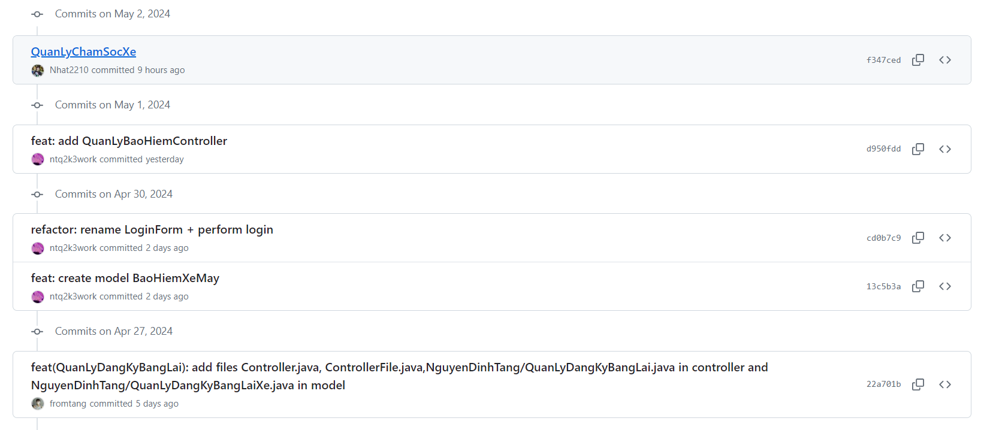 Commits on May 2, 2024
QuanLyChamSocXe
Nhat2210 committed 9 hours ago
f347ced
Commits on May 1, 2024
feat: add QuanLyBaoHiemController
ntq2k3work committed yesterday
d950fdd
Commits on Apr 30, 2024
refactor: rename LoginForm + perform login
ntq2k3work committed 2 days ago
cd0b7c9
feat: create model BaoHiemXeMay
ntq2k3work committed 2 days ago
13c5b3a
Commits on Apr 27, 2024
feat(QuanLyDangKyBangLai): add files Controller.java, ControllerFile.java,NguyenDinhTang/QuanLyDangKyBangLai.java in controller and
NguyenDinhTang/QuanLyDangKyBangLaiXe.java in model
fromtang committed 5 days ago
22a701b